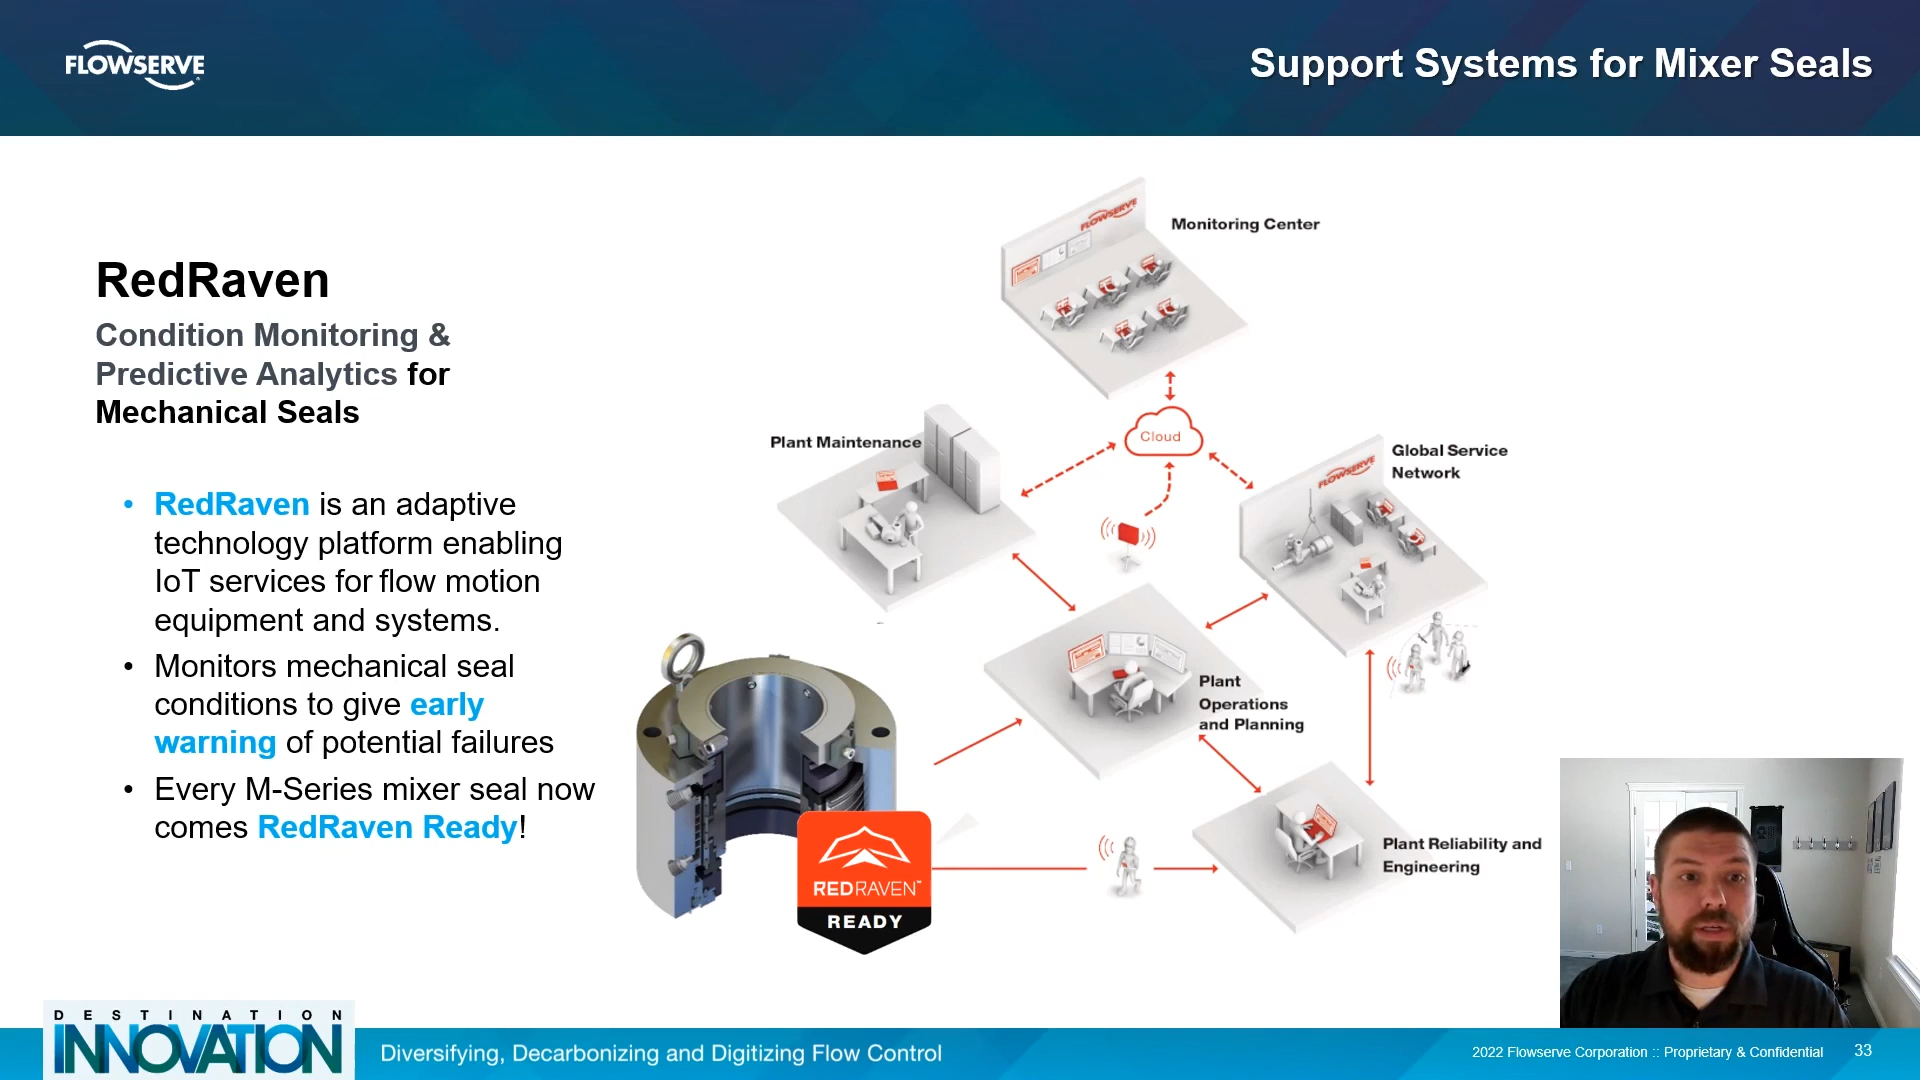 FLOWSERVE
Support Systems for Mixer Seals
RedRaven
Condition Monitoring &
Predictive Analytics for
Mechanical Seals
• RedRaven is an adaptive
technology platform enabling
IoT services for flow motion
equipment and systems.
• Monitors mechanical seal
conditions to give early
warning of potential failures
• Every M-Series mixer seal now
comes RedRaven Ready!
FLOWSERVE
Monitoring Center
Cloud
Plant Maintenance
FLOWSERVE
Global Service
Network
Plant
Operations
and Planning
Plant Reliability and
Engineering
REDRAVEN™
READY
DESTINATION
INNOVATION
Diversifying, Decarbonizing and Digitizing Flow Control
2022 Flowserve Corporation :: Proprietary & Confidential
33